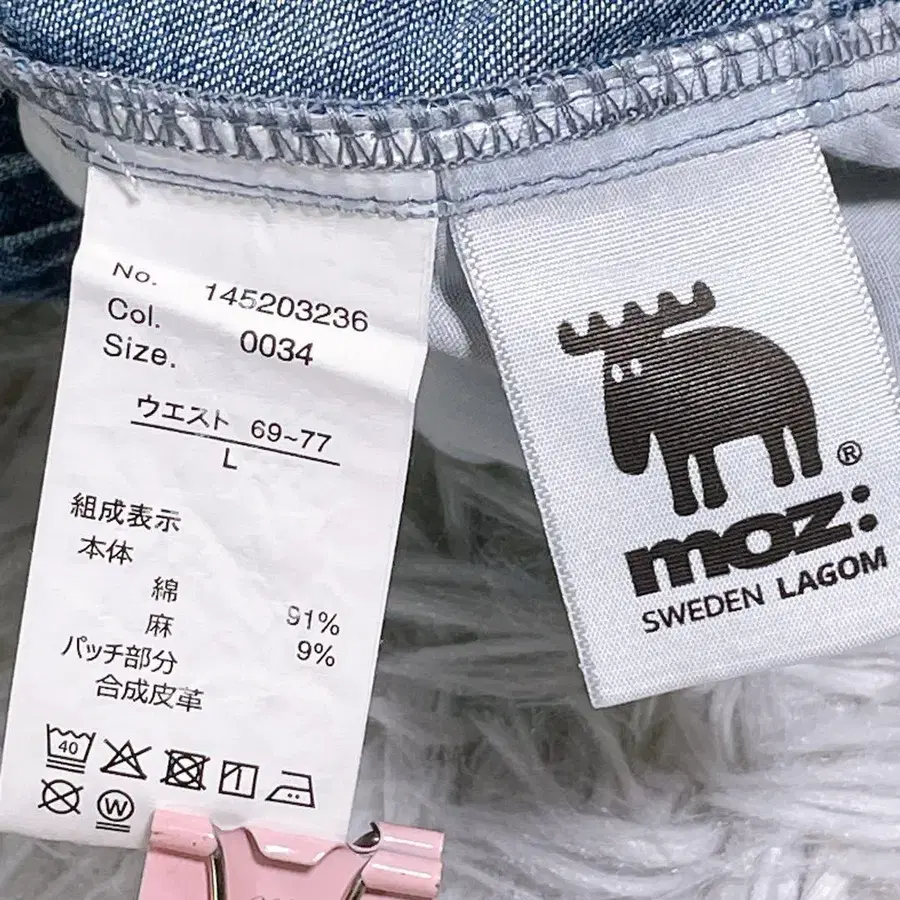 No. 145203236
Col. 0034
Size.
ウエスト 69~77
L
組成表示
本体
綿 91%
麻 9%
パッチ部分
合成皮革
40
W
®
moz:
SWEDEN LAGOM